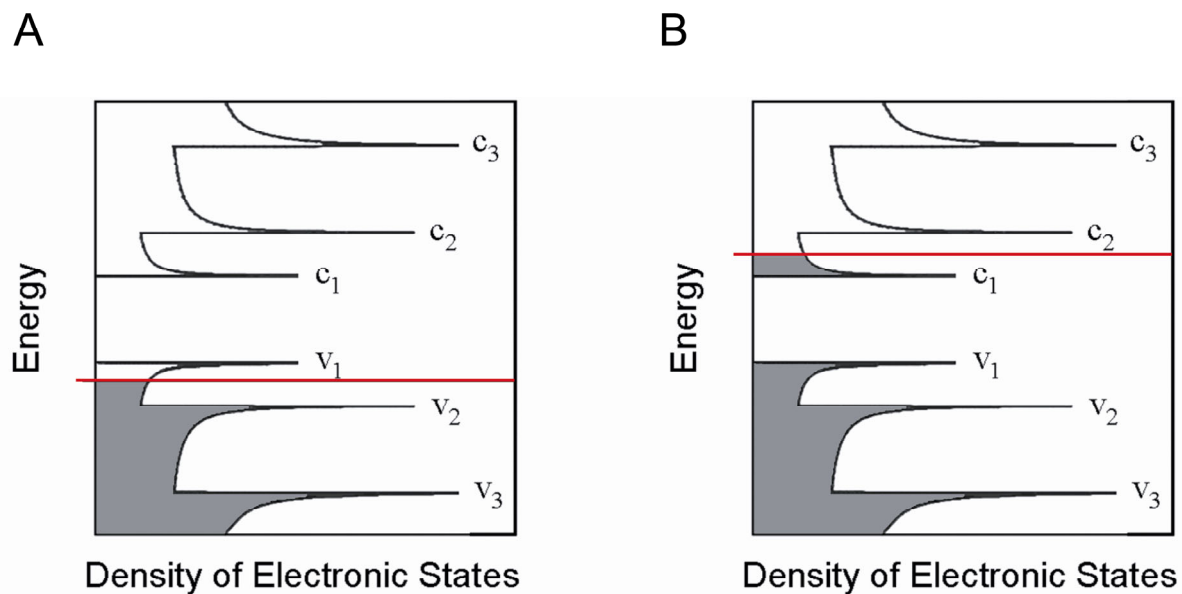 A
B
c3
c2
c1
v1
v2
v3
Energy
Density of Electronic States
c3
c2
c1
v1
v2
v3
Energy
Density of Electronic States